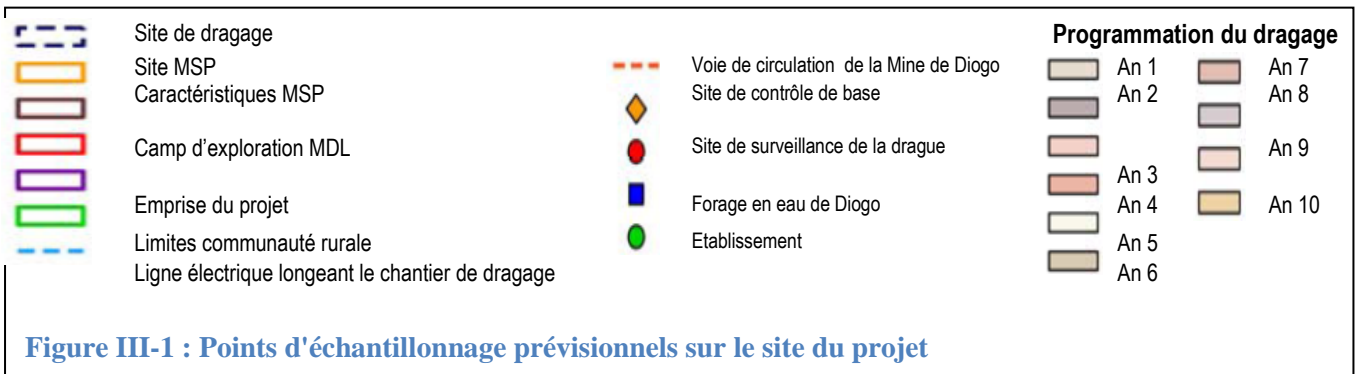 Site de dragage
Site MSP
Caractéristiques MSP
Camp d'exploration MDL
Emprise du projet
Limites communauté rurale
Ligne électrique longeant le chantier de dragage
Voie de circulation de la Mine de Diogo
Site de contrôle de base
Site de surveillance de la drague
Forage en eau de Diogo
Etablissement
Programmation du dragage
An 1
An 2
An 3
An 4
An 5
An 6
An 7
An 8
An 9
An 10
Figure III-1 : Points d'échantillonnage prévisionnels sur le site du projet